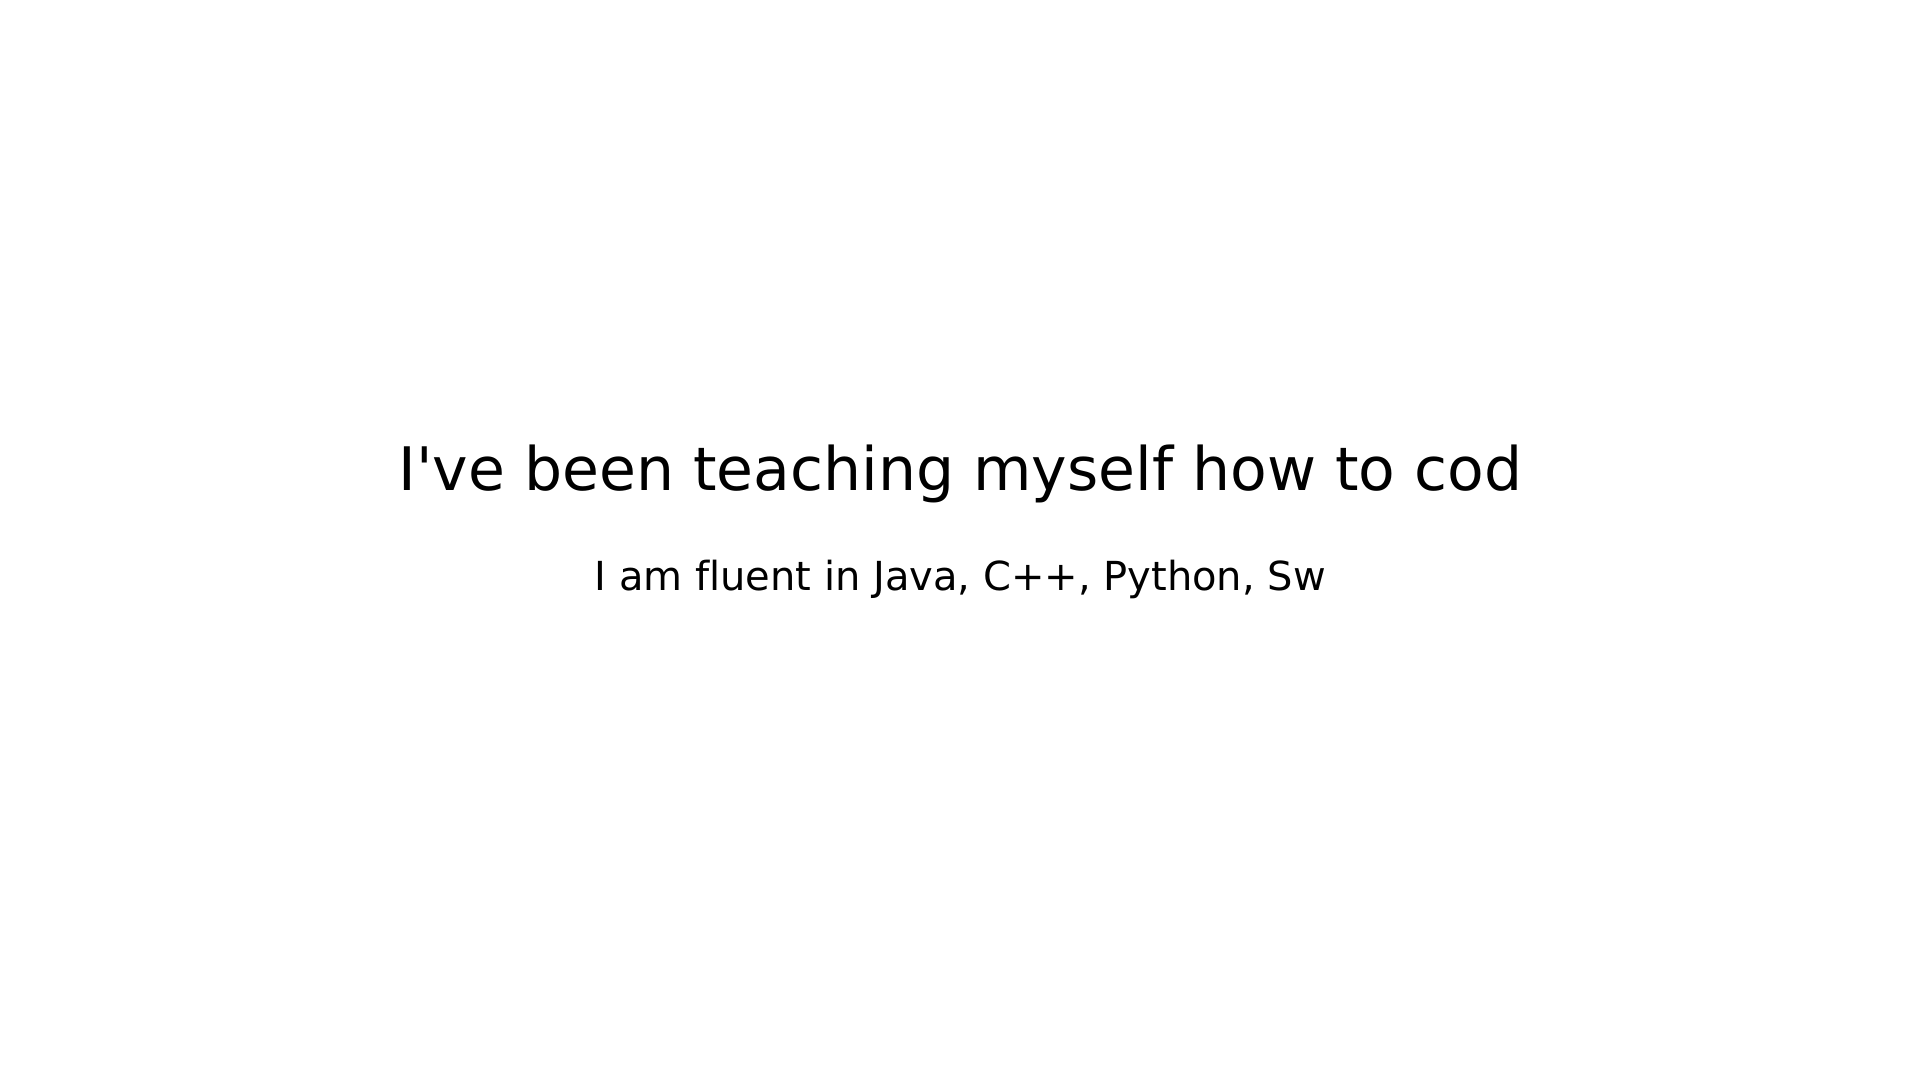 I've been teaching myself how to cod
I am fluent in Java, C++, Python, Sw